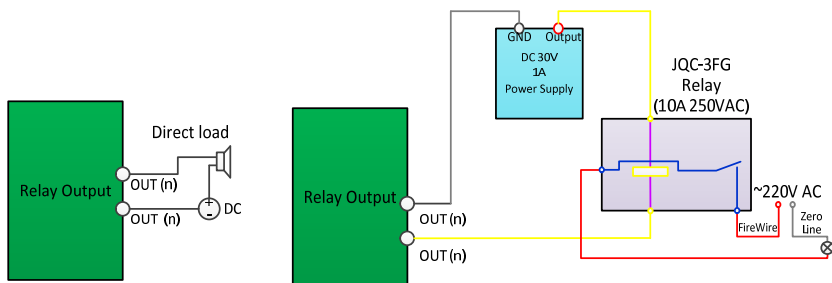 Direct load
Relay Output
OUT (n)
OUT (n)
+
-
DC
GND
Output
DC 30V
1A
Power Supply
Relay Output
OUT (n)
OUT (n)
JQC-3FG
Relay
(10A 250VAC)
~220V AC
FireWire
Zero
Line